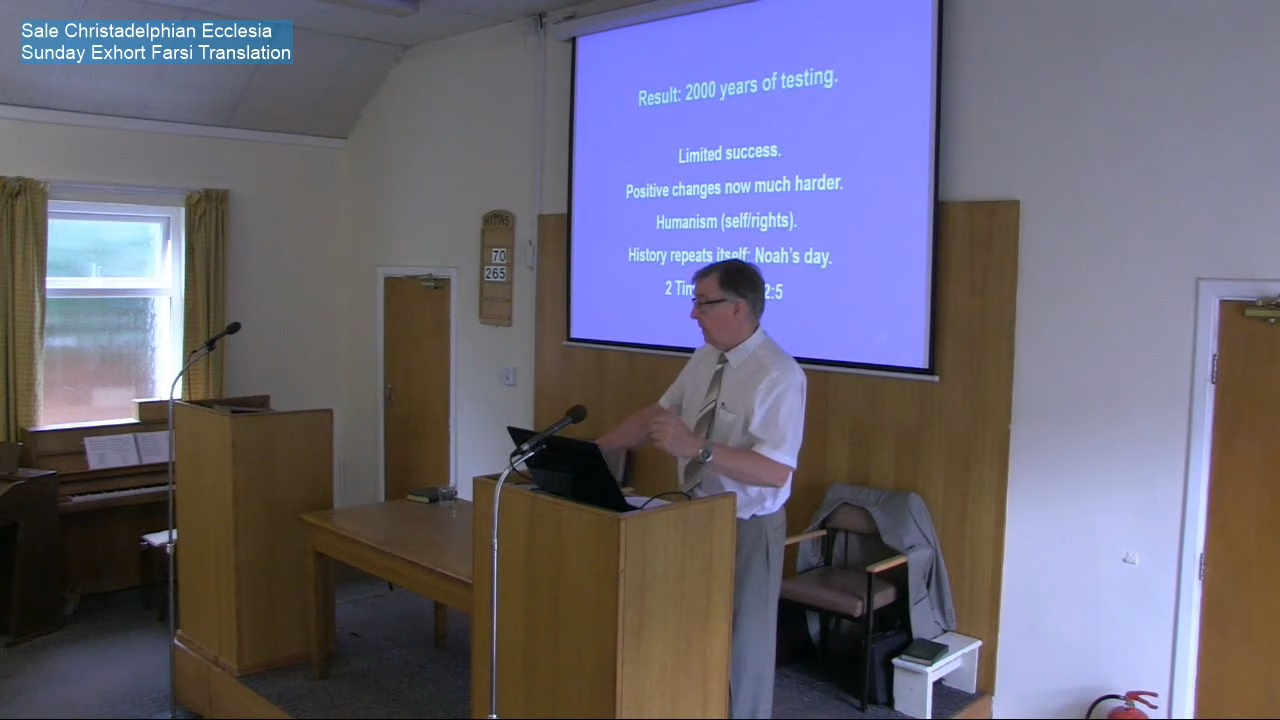 Sale Christadelphian Ecclesia
Sunday Exhort Farsi Translation
Result: 2000 years of testing.
Limited success.
Positive changes now much harder.
Humanism (self/rights).
History repeats itself: Noah's day.
2 Tim 2:5
HYMNS
70
265